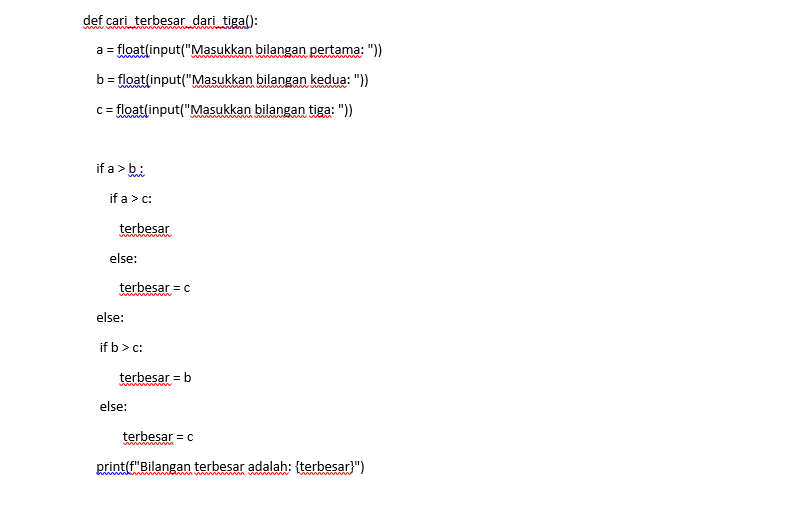 def cari_terbesar_dari_tiga():
a = float(input("Masukkan bilangan pertama: "))
b = float(input("Masukkan bilangan kedua: "))
c = float(input("Masukkan bilangan tiga: "))
if a > b :
if a > c:
terbesar
else:
terbesar = c
else:
if b > c:
terbesar = b
else:
terbesar = c
print(f"Bilangan terbesar adalah: {terbesar}")